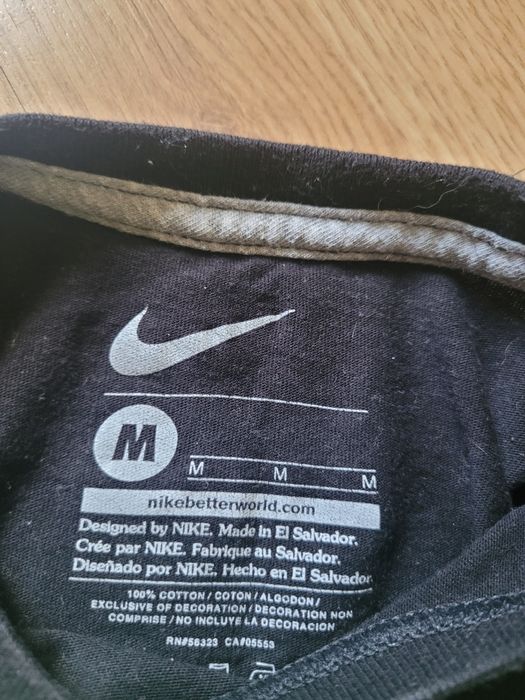 M
M M M
nikebetterworld.com
Designed by NIKE. Made in El Salvador.
Crée par NIKE. Fabrique au Salvador.
Diseñado por NIKE. Hecho en El Salvador.
100% COTTON / COTON / ALGODON /
EXCLUSIVE OF DECORATION / DECORATION NON
COMPRISE / NO INCLUYE LA DECORACION
RN#56323 CA#05553